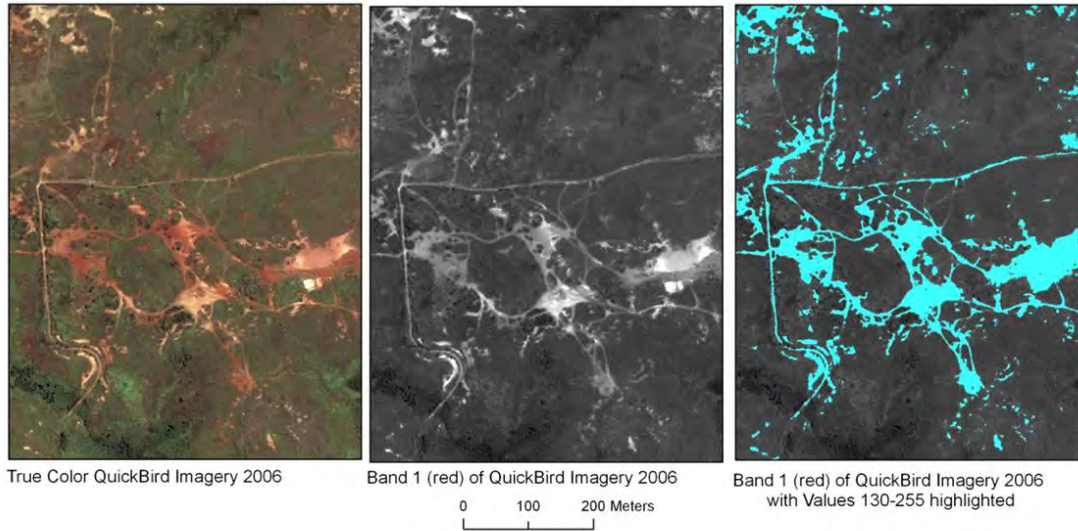 True Color QuickBird Imagery 2006
Band 1 (red) of QuickBird Imagery 2006
Band 1 (red) of QuickBird Imagery 2006
with Values 130-255 highlighted
0 100 200 Meters